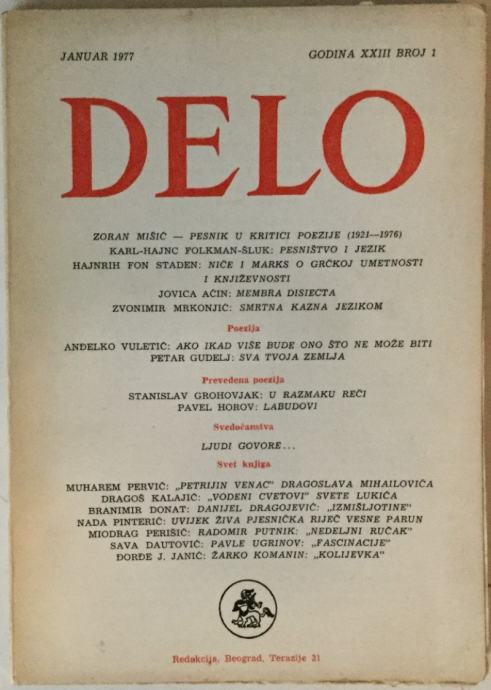 JANUAR 1977
GODINA XXIII BROJ 1
DELO
ZORAN MIŠIĆ — PESNIK U KRITICI POEZIJE (1921—1976)
KARL-HAJNC FOLKMAN-ŠLUK: PESNIŠTVO I JEZIK
HAJNRIH FON STADEN: NIČE I MARKS O GRČKOJ UMETNOSTI
I KNJIŽEVNOSTI
JOVICA AĆIN: MEMBRA DISIECTA
ZVONIMIR MRKONJIĆ: SMRTNA KAZNA JEZIKOM
Poezija
ANĐELKO VULETIĆ: AKO IKAD VIŠE BUDE ONO ŠTO NE MOŽE BITI
PETAR GUDELJ: SVA TVOJA ZEMLJA
Prevedena poezija
STANISLAV GROHOVJAK: U RAZMAKU REČI
PAVEL HOROV: LABUDOVI
Svedočanstva
LJUDI GOVORE...
Svet knjiga
MUHAREM PERVIĆ: „PETRIJIN VENAC“ DRAGOSLAVA MIHAILOVIĆA
DRAGOŠ KALAJIĆ: „VODENI CVETOVI“ SVETE LUKIĆA
BRANIMIR DONAT: DANIJEL DRAGOJEVIĆ: „IZMIŠLJOTINE“
NADA PINTERIĆ: UVIJEK ŽIVA PJESNIČKA RIJEČ VESNE PARUN
MIODRAG PERIŠIĆ: RADOMIR PUTNIK: „NEDELJNI RUČAK“
SAVA DAUTOVIĆ: PAVLE UGRINOV: „FASCINACIJE“
ĐORĐE J. JANIĆ: ŽARKO KOMANIN: „KOLIJEVKA“
Redakcija, Beograd, Terazije 21